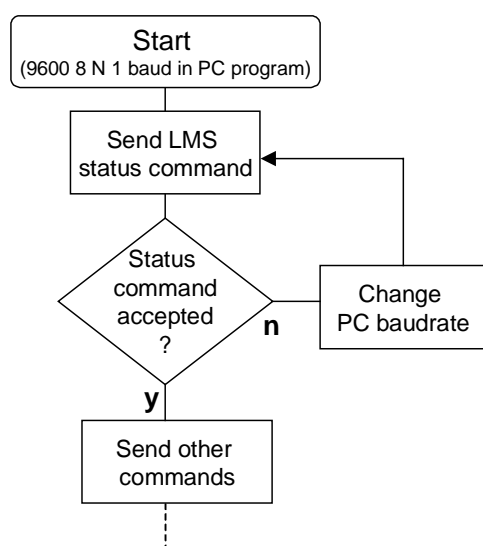 Start
(9600 8 N 1 baud in PC program)
Send LMS
status command
Status
command
accepted
?
n
Change
PC baudrate
y
Send other
commands